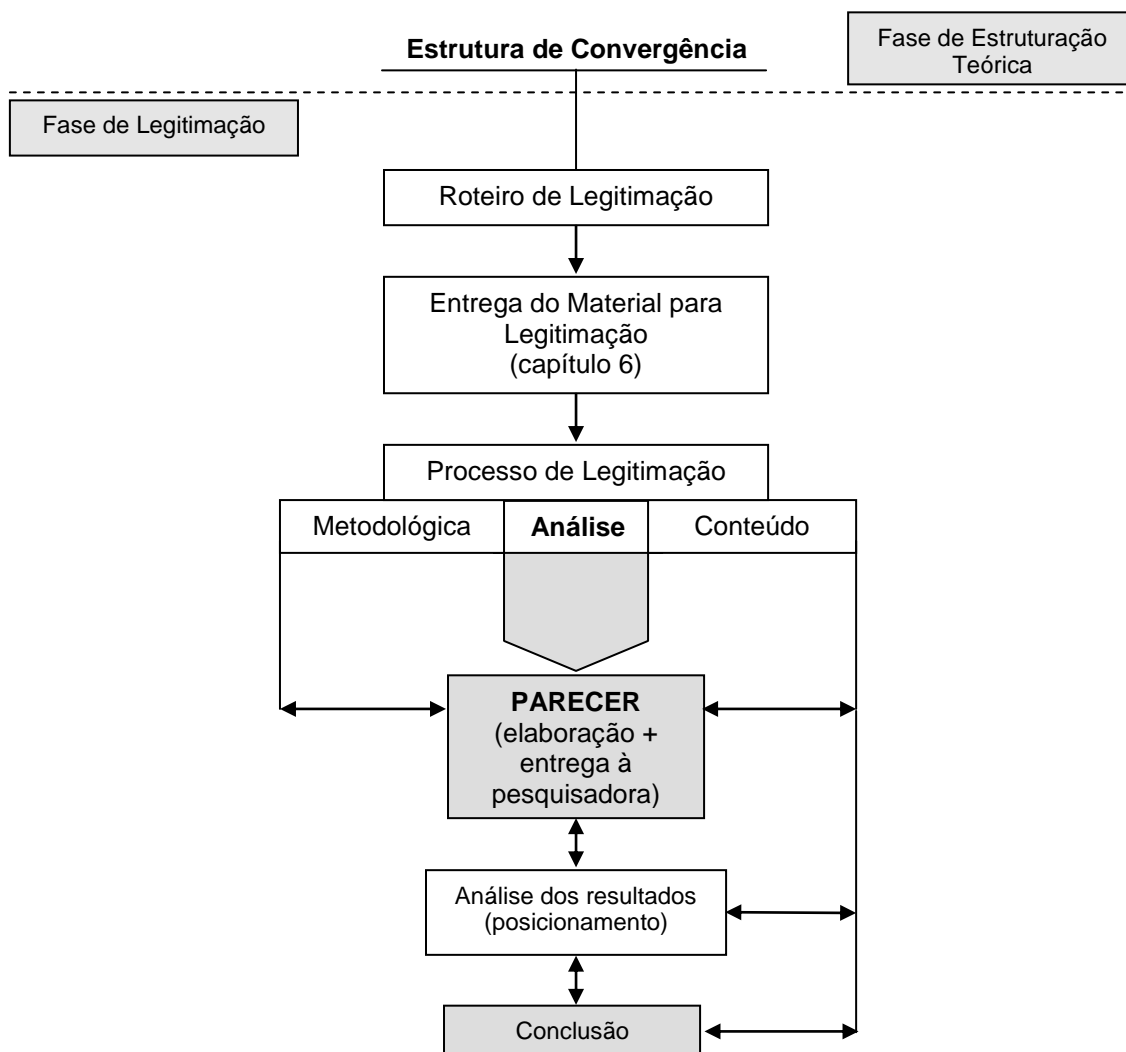 Estrutura de Convergência
Fase de Estruturação
Teórica
Fase de Legitimação
Roteiro de Legitimação
Entrega do Material para
Legitimação
(capítulo 6)
Processo de Legitimação
Metodológica
Análise
Conteúdo
PARECER
(elaboração +
entrega à
pesquisadora)
Análise dos resultados
(posicionamento)
Conclusão